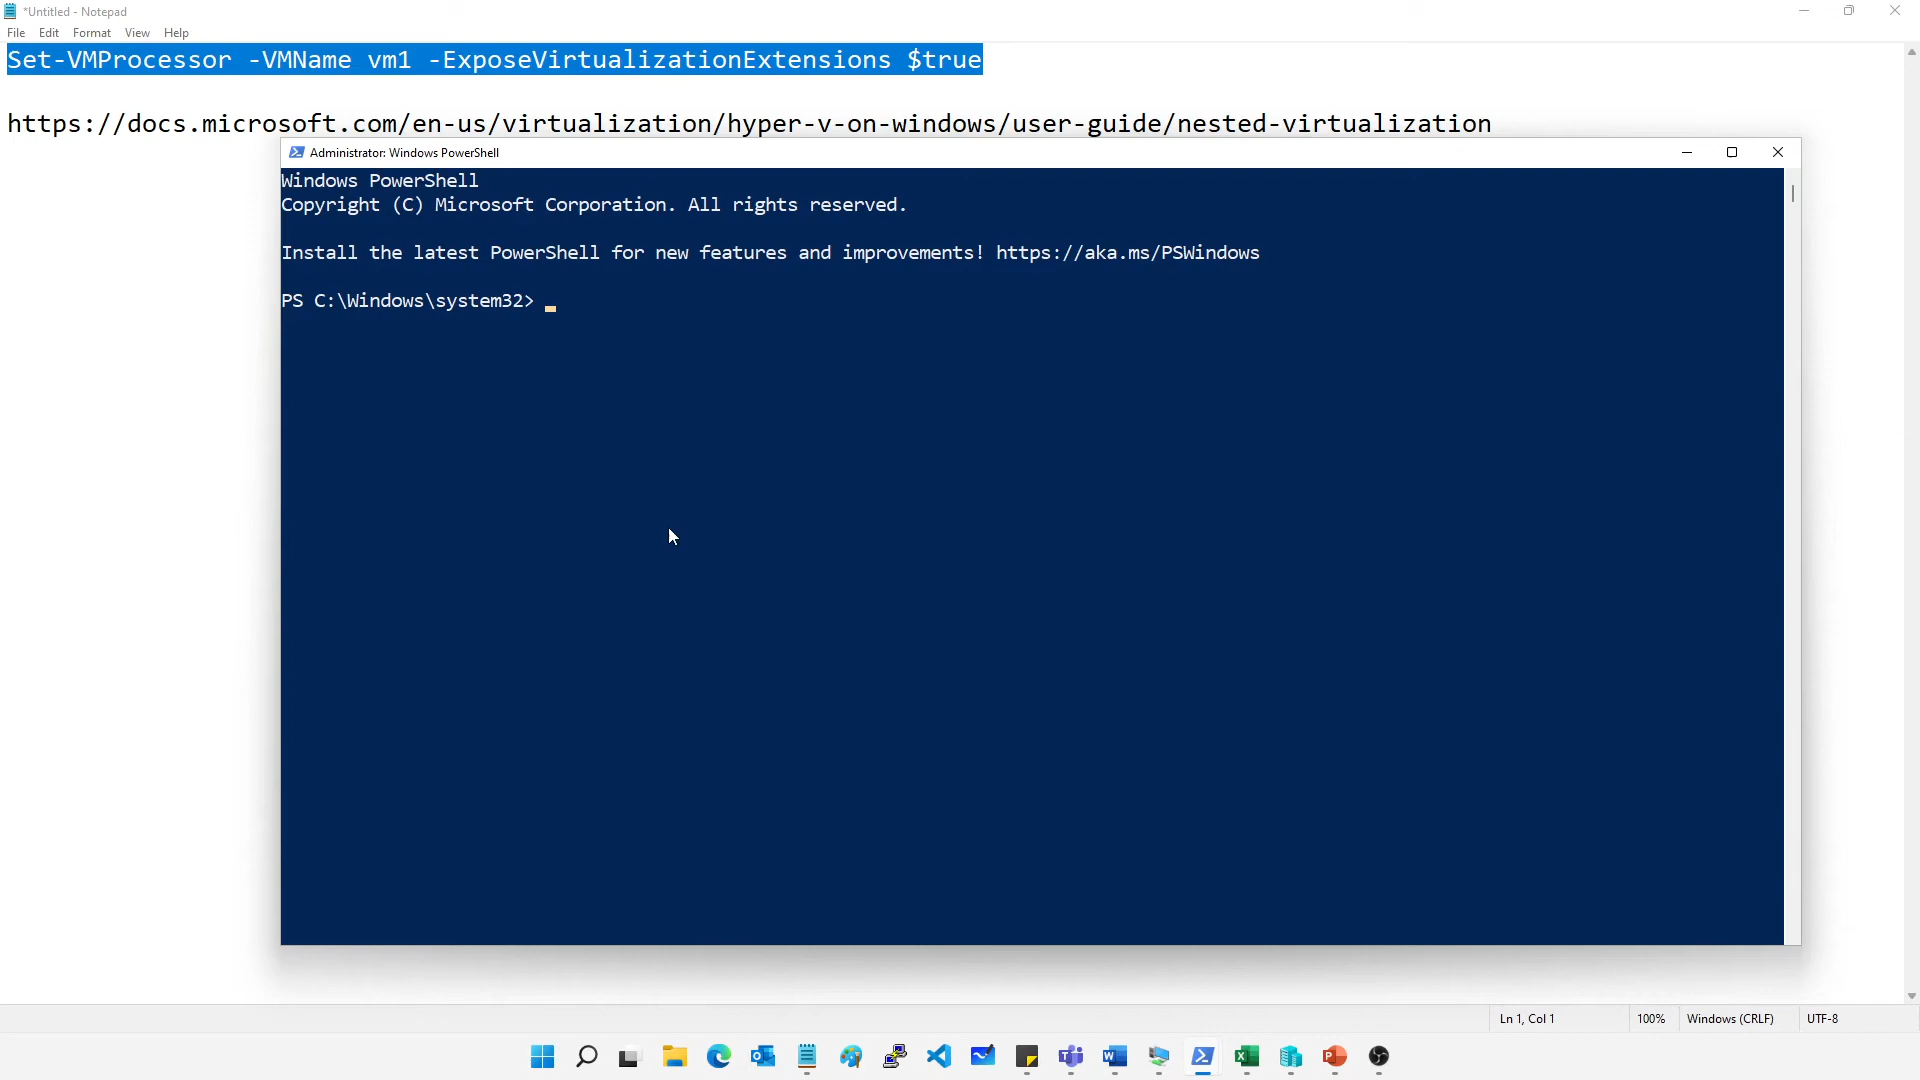 *Untitled - Notepad
File Edit Format View Help
Set-VMProcessor -VMName vm1 -ExposeVirtualizationExtensions $true
https://docs.microsoft.com/en-us/virtualization/hyper-v-on-windows/user-guide/nested-virtualization
Administrator: Windows PowerShell
Windows PowerShell
Copyright (C) Microsoft Corporation. All rights reserved.
Install the latest PowerShell for new features and improvements! https://aka.ms/PSWindows
PS C:\Windows\system32>
Ln 1, Col 1 100% Windows (CRLF) UTF-8